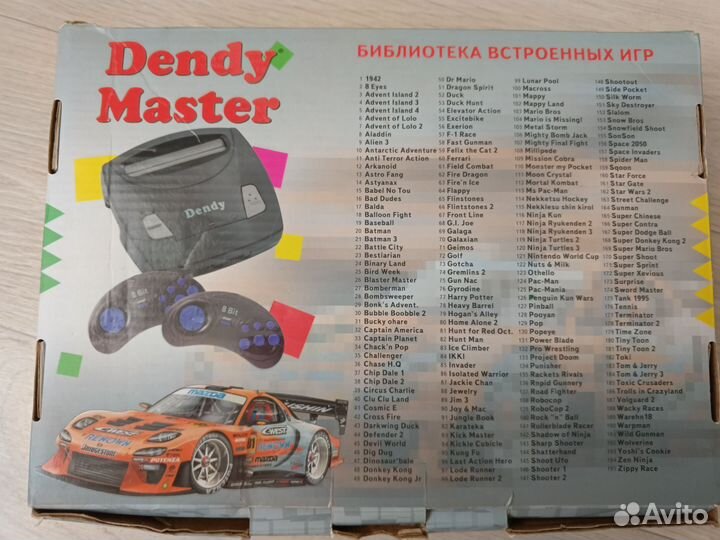 Dendy
Master
БИБЛИОТЕКА ВСТРОЕННЫХ ИГР
1 1942
2 8 Eyes
3 Advent Island 2
4 Advent Island 3
5 Advent Island 4
6 Advent of Lolo
7 Advent of Lolo 2
8 Aladdin
9 Alien 3
10 Antarctic Adventure
11 Anti Terror Action
12 Arkanoid
13 Astro Fang
14 Astyanax
15 Babel No Tou
16 Bad Dudes
17 Balda
18 Balloon Fight
19 Baseball
20 Batman
21 Batman 3
22 Battle City
23 Bestiarian
24 Binary Land
25 Bird Week
26 Blaster Master
27 Bomberman
28 Bombsweeper
29 Bonk's Advent.
30 Bubble Boobble 2
31 Bucky ohare
32 Captain America
33 Captain Planet
34 Chack'n Pop
35 Challenger
36 Chase H.Q
37 Chip Dale 1
38 Chip Dale 2
39 Circus Charlie
40 Clu Clu Land
41 Cosmic E
42 Cross Fire
43 Darkwing Duck
44 Defender 2
45 Devil World
46 Dig Dug
47 Dinosaur'bale
48 Donkey Kong
49 Donkey Kong Jr
50 Dr Mario
51 Dragon Spirit
52 Duck
53 Duck Hunt
54 Elevator Action
55 Excitebike
56 Exerion
57 F-1 Race
58 Fast Gunman
59 Felix the Cat 2
60 Ferrari
61 Field Combat
62 Fire Dragon
63 Fire'n Ice
64 Flappy
65 Flinstones
66 Flintstones 2
67 Front Line
68 G.I. Joe
69 Galaga
70 Galaxian
71 Geimos
72 Golf
73 Gotcha
74 Gremlins 2
75 Gun Nac
76 Gyrodine
77 Harry Potter
78 Heavy Barrel
79 Hogan's Alley
80 Home Alone 2
81 Hunt for Red Oct.
82 Hunt Man
83 Ice Climber
84 IKKI
85 Invader
86 Isolated Warrior
87 Jackie Chan
88 Jewelry
89 Jim 3
90 Joy & Mac
91 Jungle Book
92 Karateka
93 Kick Master
94 Kickle Cubicle
95 Kung Fu
96 Last Action Hero
97 Lode Runner
98 Lode Runner 2
99 Lunar Pool
100 Macross
101 Mappy
102 Mappy Land
103 Mario Bros
104 Mario is Missing!
105 Metal Storm
106 Mighty Bomb Jack
107 Mighty Final Fight
108 Millipede
109 Mission Cobra
110 Monster my Pocket
111 Moon Crystal
112 Mortal Kombat
113 Ms Pac-Man
114 Nekketsu Hockey
115 Nekkiesu shin kirol
116 Ninja Kun
117 Ninja Ryukenden 2
118 Ninja Ryukenden 3
119 Ninja Turtles 2
120 Ninja Turtles 3
121 Nintendo World Cup
122 Nuts & Milk
123 Othello
124 Pac-Man
125 Pac-Mania
126 Penguin Kun Wars
127 Pinball
128 Pooyan
129 Pop
130 Popeye
131 Power Blade
132 Pro Wrestling
133 Project Doom
134 Punisher
135 Rackets Rivals
136 Rapid Gunnery
137 Road Fighter
138 Robocop
139 RoboCop 2
140 Rock "n" Ball
141 Rollerblade Racer
142 Shadow of Ninja
143 Sharp Shooter
144 Shatterhand
145 Shoot Ufo
146 Shooter 1
147 Shooter 2
148 Shootout
149 Side Pocket
150 Silk Worm
151 Sky Destroyer
152 Slalom
153 Snow Bros
154 Snowfield Shoot
155 SonSon
156 Space 2050
157 Space Invaders
158 Spider Man
159 Sqoon
160 Star Force
161 Star Gate
162 Star Wars 2
163 Street Challenge
164 Sunman
165 Super Chinese
166 Super Contra
167 Super Dodge Ball
168 Super Donkey Kong 2
169 Super Mario Bros
170 Super Shoot
171 Super Sprint
172 Super Xevious
173 Surprine
174 Sword Master
175 Tank 1995
176 Tennis
177 Terminator
178 Terminator 2
179 Time Zone
180 Tiny Toon
181 Tiny Toon 2
182 Toki
183 Tom & Jerry
184 Tom & Jerry 3
185 Toxic Crusaders
186 Trolls in Crazyland
187 Volguard 2
188 Wacky Races
189 Warahn18
190 Warpman
191 Wild Gunman
192 Wolverine
193 Yoshi's Cookie
194 Zen Ninja
195 Zippy Race
Dendy
8 Bit
8 Bit
mazda
WEST
REINOHN
BRIDGESTONE
POTENZA
mazda
Avito